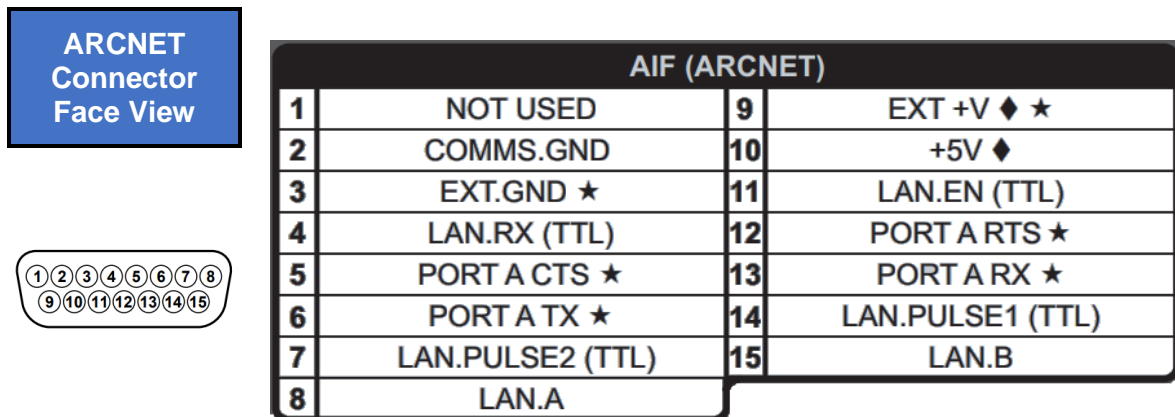 ARCNET
Connector
Face View
AIF (ARCNET)
1 NOT USED 9 EXT +V ♦ ★
2 COMMS.GND 10 +5V ♦
3 EXT.GND ★ 11 LAN.EN (TTL)
4 LAN.RX (TTL) 12 PORT A RTS ★
5 PORT A CTS ★ 13 PORT A RX ★
6 PORT A TX ★ 14 LAN.PULSE1 (TTL)
7 LAN.PULSE2 (TTL) 15 LAN.B
8 LAN.A
1 2 3 4 5 6 7 8
9 10 11 12 13 14 15